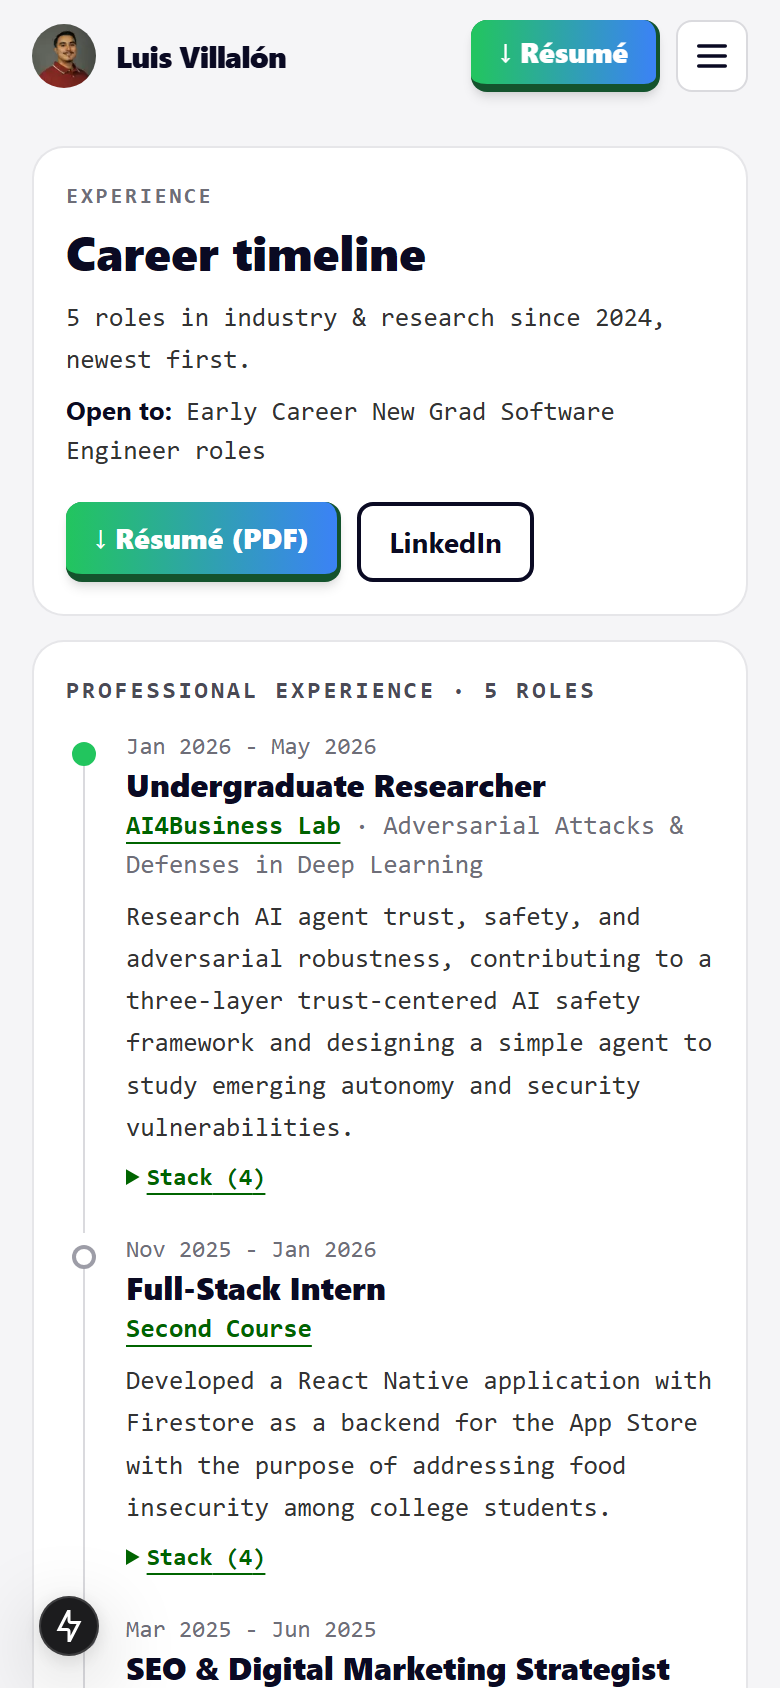 Luis Villalón
↓ Résumé
EXPERIENCE
Career timeline
5 roles in industry & research since 2024,
newest first.
Open to: Early Career New Grad Software
Engineer roles
↓ Résumé (PDF)
LinkedIn
PROFESSIONAL EXPERIENCE · 5 ROLES
Jan 2026 - May 2026
Undergraduate Researcher
AI4Business Lab · Adversarial Attacks &
Defenses in Deep Learning
Research AI agent trust, safety, and
adversarial robustness, contributing to a
three-layer trust-centered AI safety
framework and designing a simple agent to
study emerging autonomy and security
vulnerabilities.
▶ Stack (4)
Nov 2025 - Jan 2026
Full-Stack Intern
Second Course
Developed a React Native application with
Firestore as a backend for the App Store
with the purpose of addressing food
insecurity among college students.
▶ Stack (4)
Mar 2025 - Jun 2025
SEO & Digital Marketing Strategist